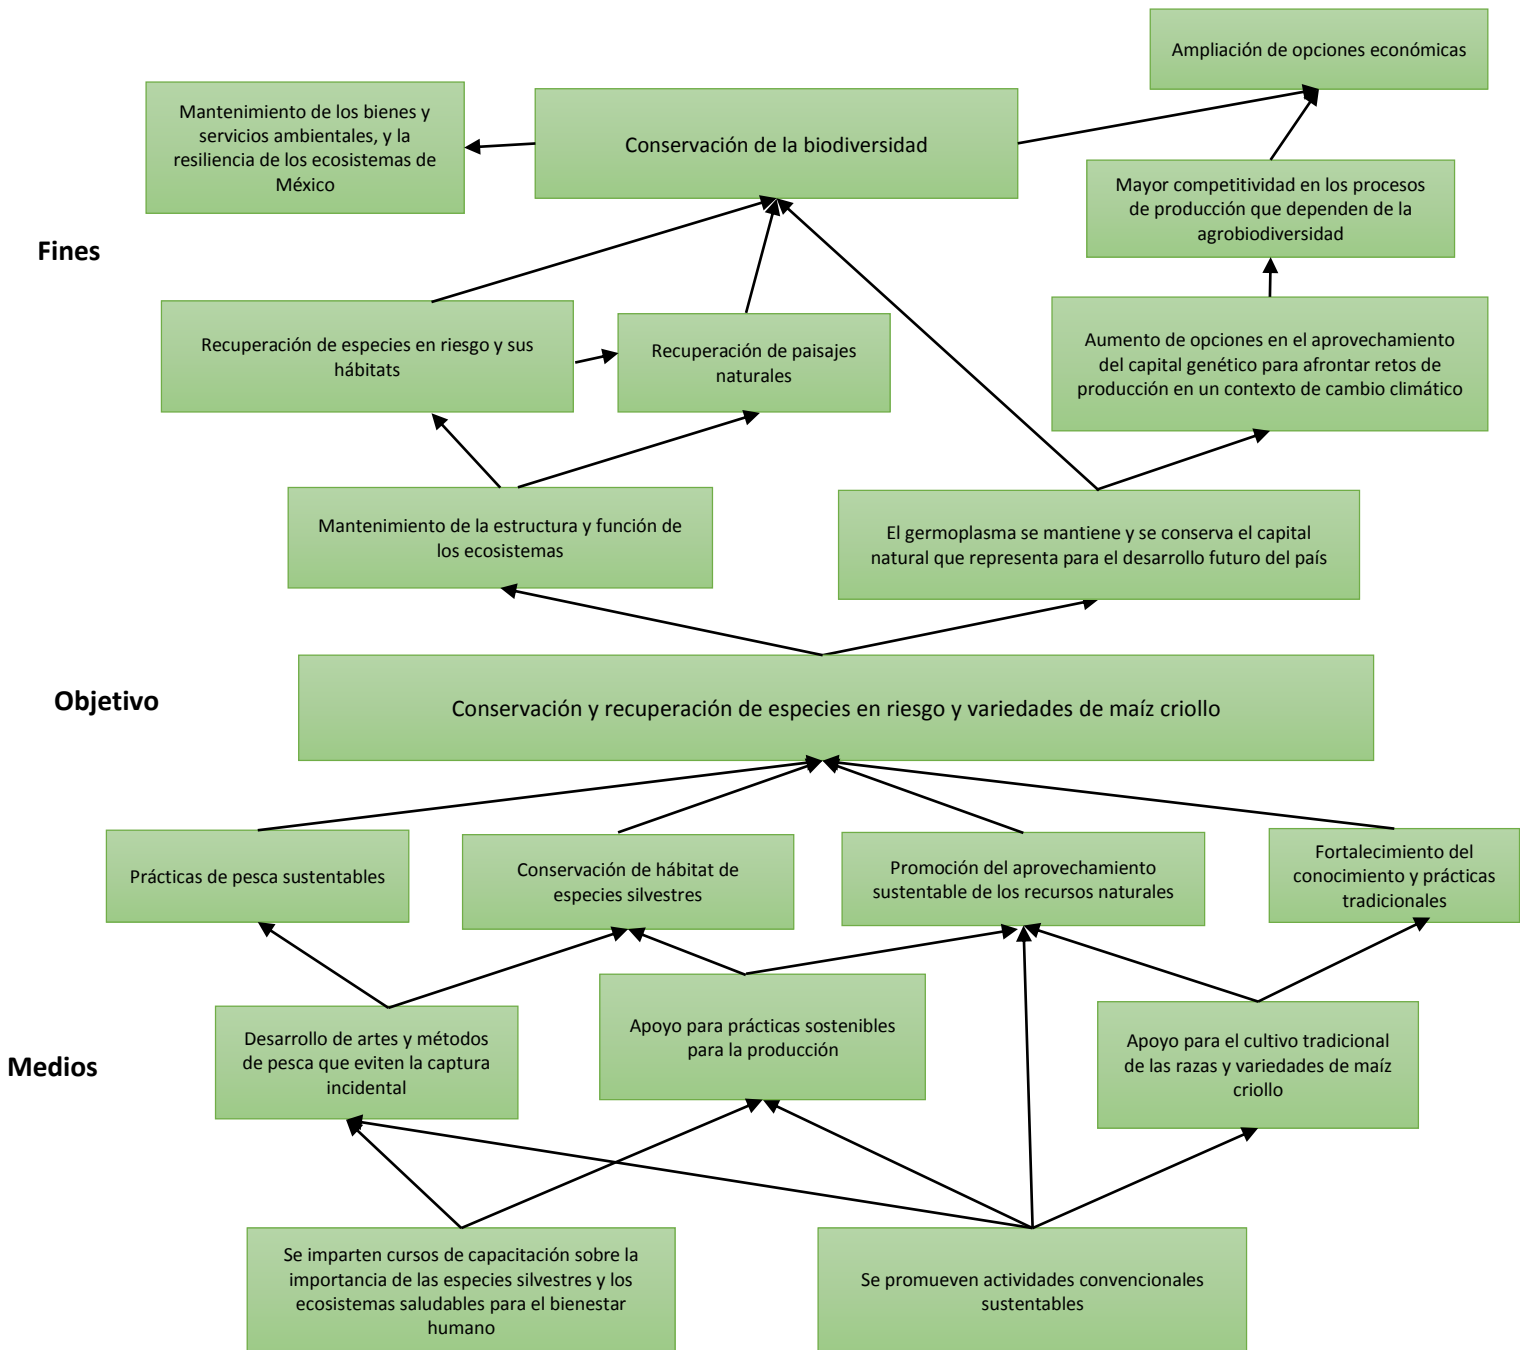 Ampliación de opciones económicas
Mantenimiento de los bienes y
servicios ambientales, y la
resiliencia de los ecosistemas de
México
Conservación de la biodiversidad
Mayor competitividad en los procesos
de producción que dependen de la
agrobiodiversidad
Fines
Recuperación de especies en riesgo y sus
hábitats
Recuperación de paisajes
naturales
Aumento de opciones en el aprovechamiento
del capital genético para afrontar retos de
producción en un contexto de cambio climático
Mantenimiento de la estructura y función de
los ecosistemas
El germoplasma se mantiene y se conserva el capital
natural que representa para el desarrollo futuro del país
Objetivo
Conservación y recuperación de especies en riesgo y variedades de maíz criollo
Prácticas de pesca sustentables
Conservación de hábitat de
especies silvestres
Promoción del aprovechamiento
sustentable de los recursos naturales
Fortalecimiento del
conocimiento y prácticas
tradicionales
Medios
Desarrollo de artes y métodos
de pesca que eviten la captura
incidental
Apoyo para prácticas sostenibles
para la producción
Apoyo para el cultivo tradicional
de las razas y variedades de maíz
criollo
Se imparten cursos de capacitación sobre la
importancia de las especies silvestres y los
ecosistemas saludables para el bienestar
humano
Se promueven actividades convencionales
sustentables